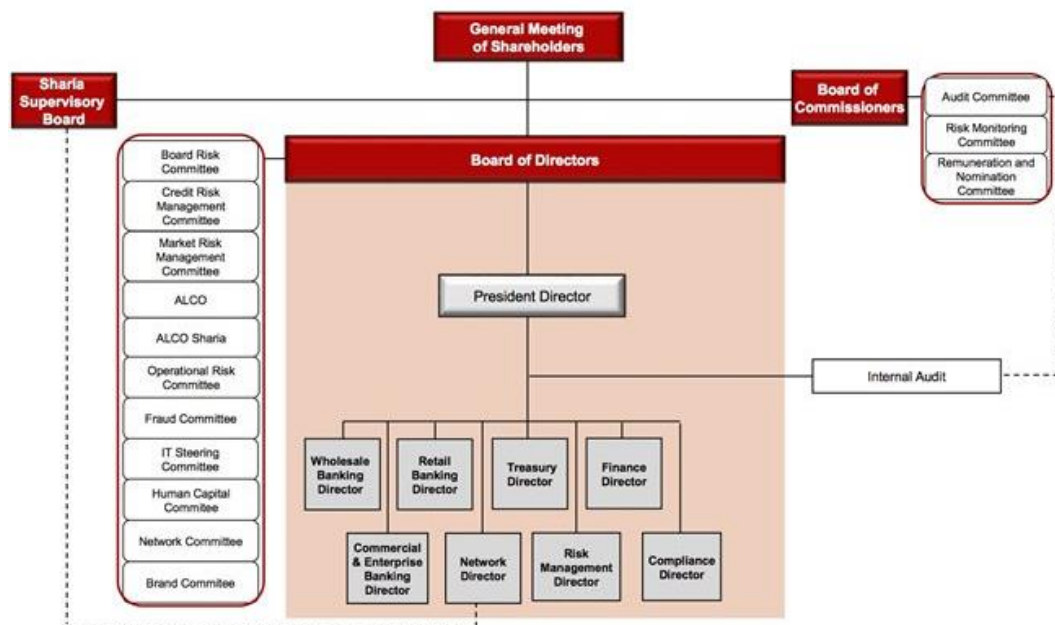 General Meeting
of Shareholders
Sharia
Supervisory
Board
Board of
Commissioners
Audit Committee
Risk Monitoring
Committee
Remuneration and
Nomination
Committee
Board of Directors
Board Risk
Committee
Credit Risk
Management
Committee
Market Risk
Management
Committee
ALCO
ALCO Sharia
Operational Risk
Committee
Fraud Committee
IT Steering
Committee
Human Capital
Commitee
Network Committee
Brand Commitee
President Director
Internal Audit
Wholesale
Banking
Director
Retail
Banking
Director
Treasury
Director
Finance
Director
Commercial
& Enterprise
Banking
Director
Network
Director
Risk
Management
Director
Compliance
Director